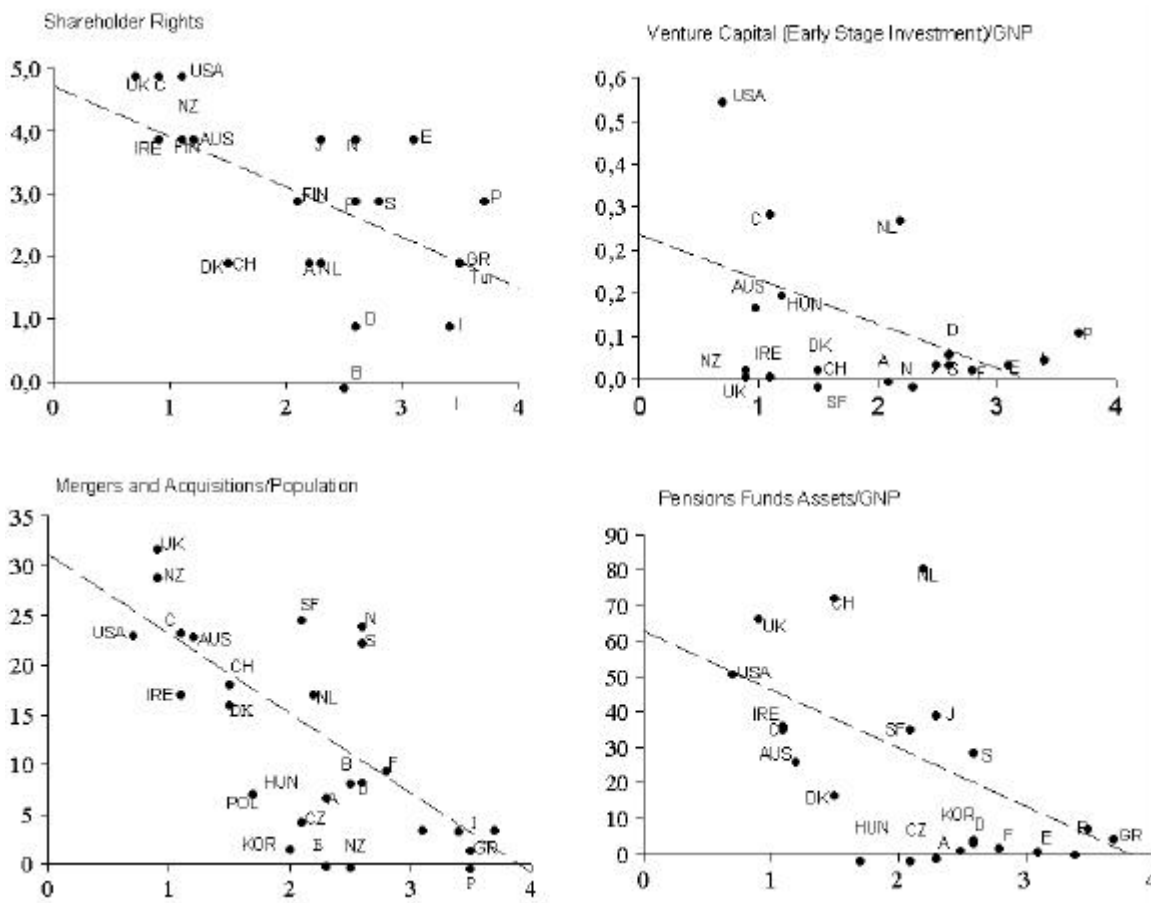 Shareholder Rights
5,0
USA
UK C
NZ
4,0
IRE FIN AUS J N E
3,0
FIN F S P
2,0
DK CH A NL GR
Tur
1,0
D I
B
0,0
I
0 1 2 3 4
Venture Capital (Early Stage Investment)/GNP
0,6
USA
0,5
0,3
C NL
0,2
AUS HUN
0,2
D P
0,1
NZ IRE DK CH A N S F E
0,0
UK SF
0 1 2 3 4
Mergers and Acquisitions/Population
35
UK
30
NZ
25
C SF N
USA AUS S
20
CH
IRE NL
DK
15
10
B F
HUN D
POL A
5
CZ I
KOR E NZ GR
0
P
0 1 2 3 4
Pensions Funds Assets/GNP
90
80
NL
70
CH
UK
60
50
USA
40
IRE J
C SF
30
AUS S
20
DK
10
HUN CZ KOR D
A F E GR
0
0 1 2 3 4